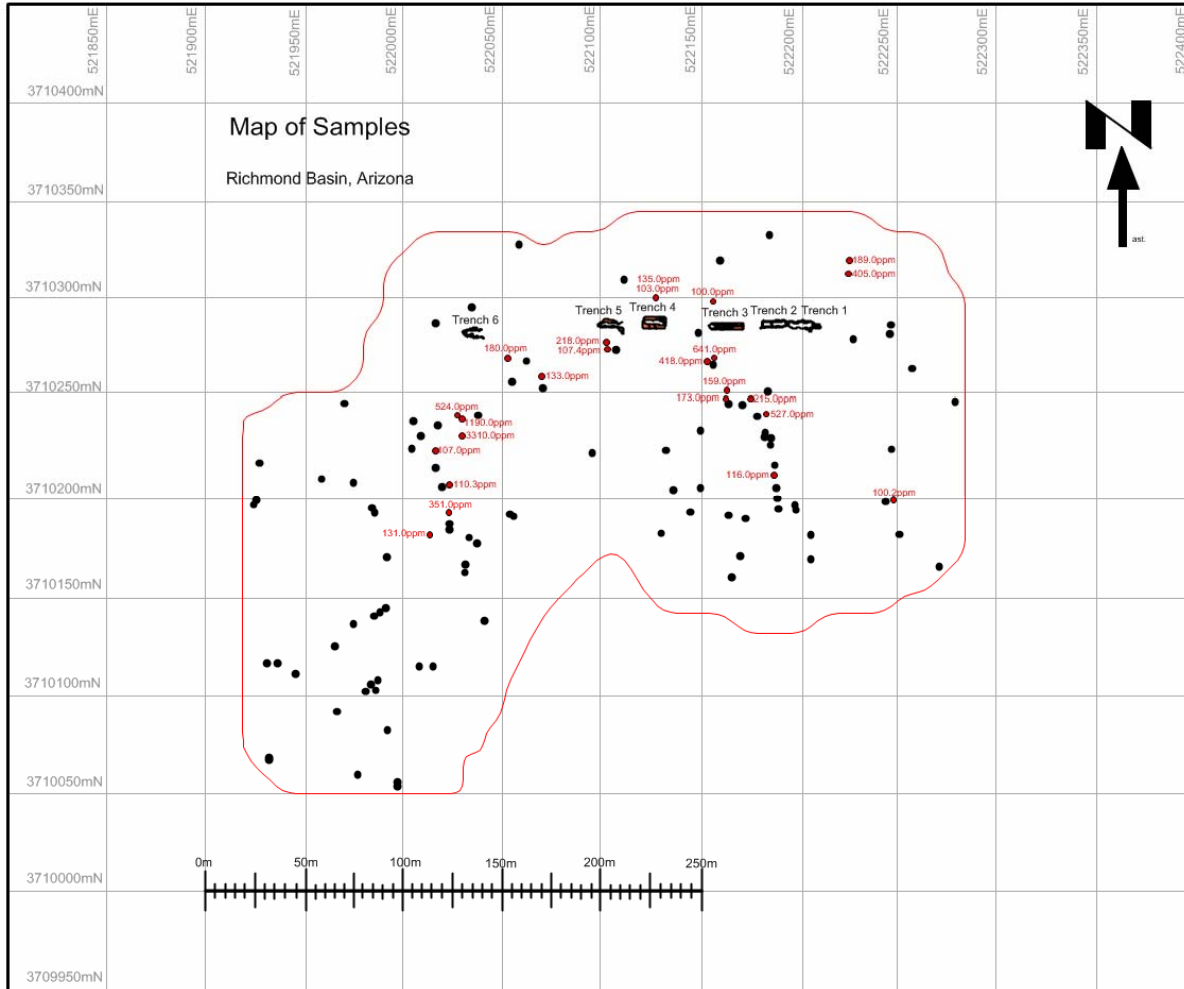 521850mE
521900mE
521950mE
522000mE
522050mE
522100mE
522150mE
522200mE
522250mE
522300mE
522350mE
522400mE
3710400mN
Map of Samples
Richmond Basin, Arizona
3710350mN
ast.
189.0ppm
405.0ppm
135.0ppm
103.0ppm
100.0ppm
3710300mN
Trench 6
Trench 5
Trench 4
Trench 3
Trench 2
Trench 1
180.0ppm
218.0ppm
107.4ppm
641.0ppm
418.0ppm
133.0ppm
159.0ppm
173.0ppm
215.0ppm
3710250mN
524.0ppm
1190.0ppm
527.0ppm
3310.0ppm
107.0ppm
116.0ppm
110.3ppm
100.2ppm
3710200mN
351.0ppm
131.0ppm
3710150mN
3710100mN
3710050mN
0m
50m
100m
150m
200m
250m
3710000mN
3709950mN